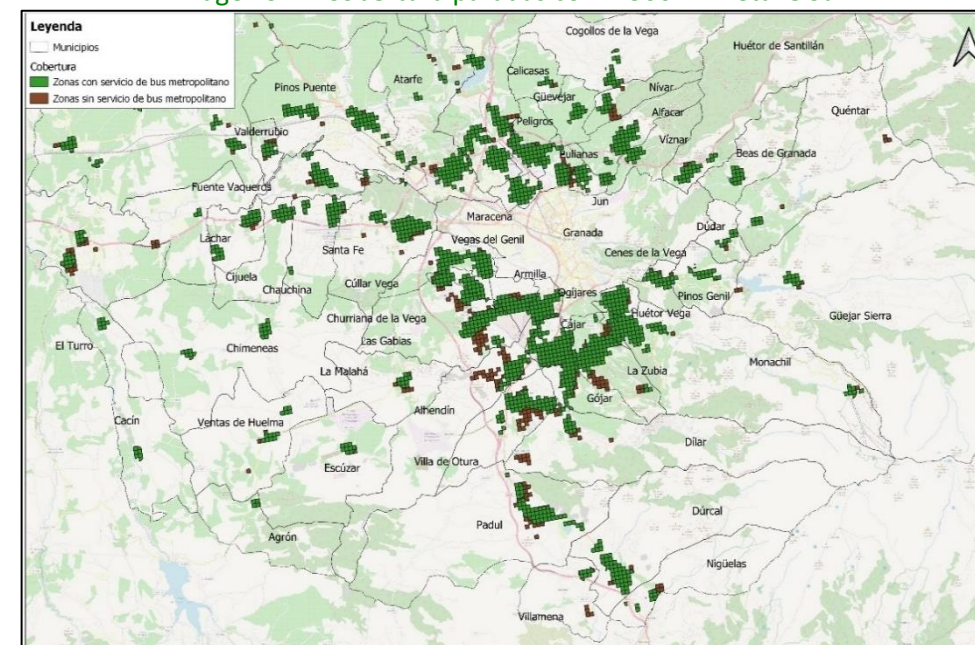 Leyenda
Municipios
Cobertura
Zonas con servicio de bus metropolitano
Zonas sin servicio de bus metropolitano
Cogollos de la Vega
Huétor de Santillán
Calicasas
Atarfe
Pinos Puente
Güevéjar
Nívar
Alfacar
Quéntar
Peligros
Valderrubio
Víznar
Pulianas
Beas de Granada
Fuente Vaqueros
Jun
Maracena
Granada
Dúdar
Láchar
Vegas del Genil
Santa Fe
Cenes de la Vega
Cijuela
Armilla
Chauchina
Cúllar Vega
Ogíjares
Pinos Genil
Huétor Vega
Güejar Sierra
Churriana de la Vega
Cájar
El Turro
Las Gabias
Chimeneas
Monachil
La Malahá
La Zubia
Gójar
Alhendín
Cacín
Ventas de Huelma
Dílar
Villa de Otura
Escúzar
Dúrcal
Padul
Agrón
Nigüelas
Villamena